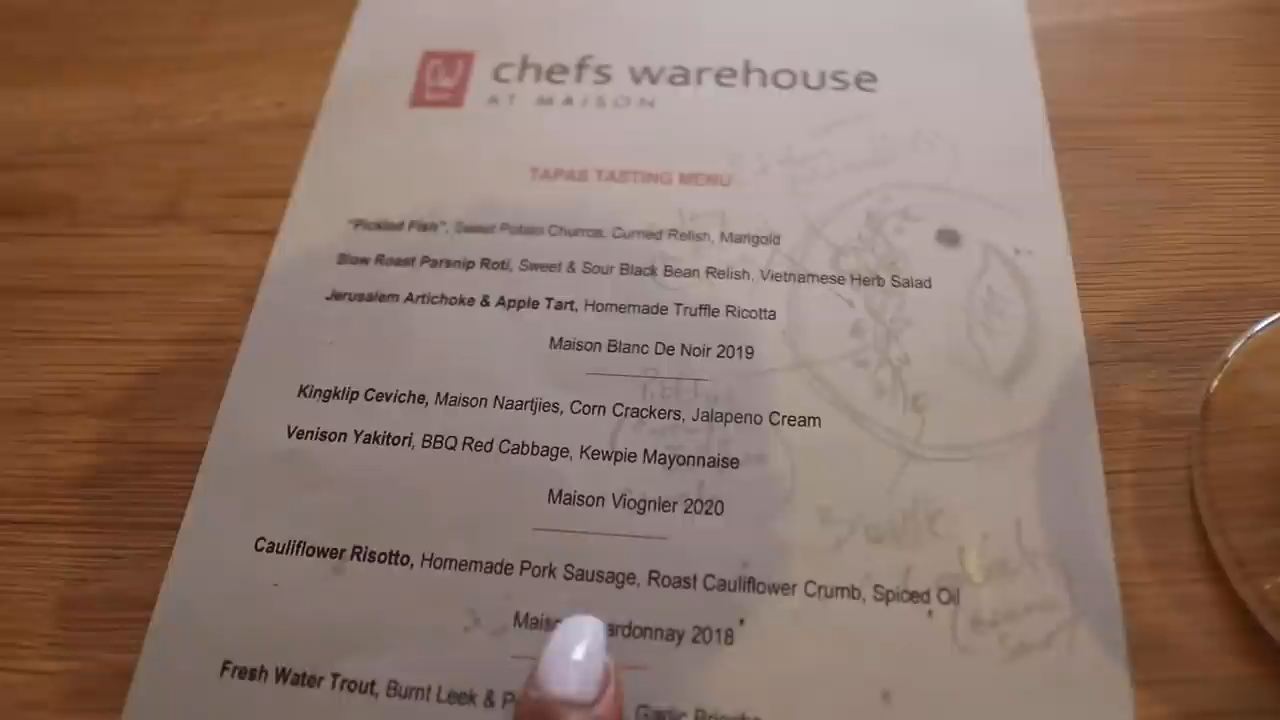 chefs warehouse
AT MAISON
TAPAS TASTING MENU
"Pickled Fish", Sweet Potato Churros, Curried Relish, Marigold
Slow Roast Parsnip Roti, Sweet & Sour Black Bean Relish, Vietnamese Herb Salad
Jerusalem Artichoke & Apple Tart, Homemade Truffle Ricotta
Maison Blanc De Noir 2019
Kingklip Ceviche, Maison Naartjies, Corn Crackers, Jalapeno Cream
Venison Yakitori, BBQ Red Cabbage, Kewpie Mayonnaise
Maison Viognier 2020
Cauliflower Risotto, Homemade Pork Sausage, Roast Cauliflower Crumb, Spiced Oil
2018
Fresh Water Trout, Burnt Leek & Garlic